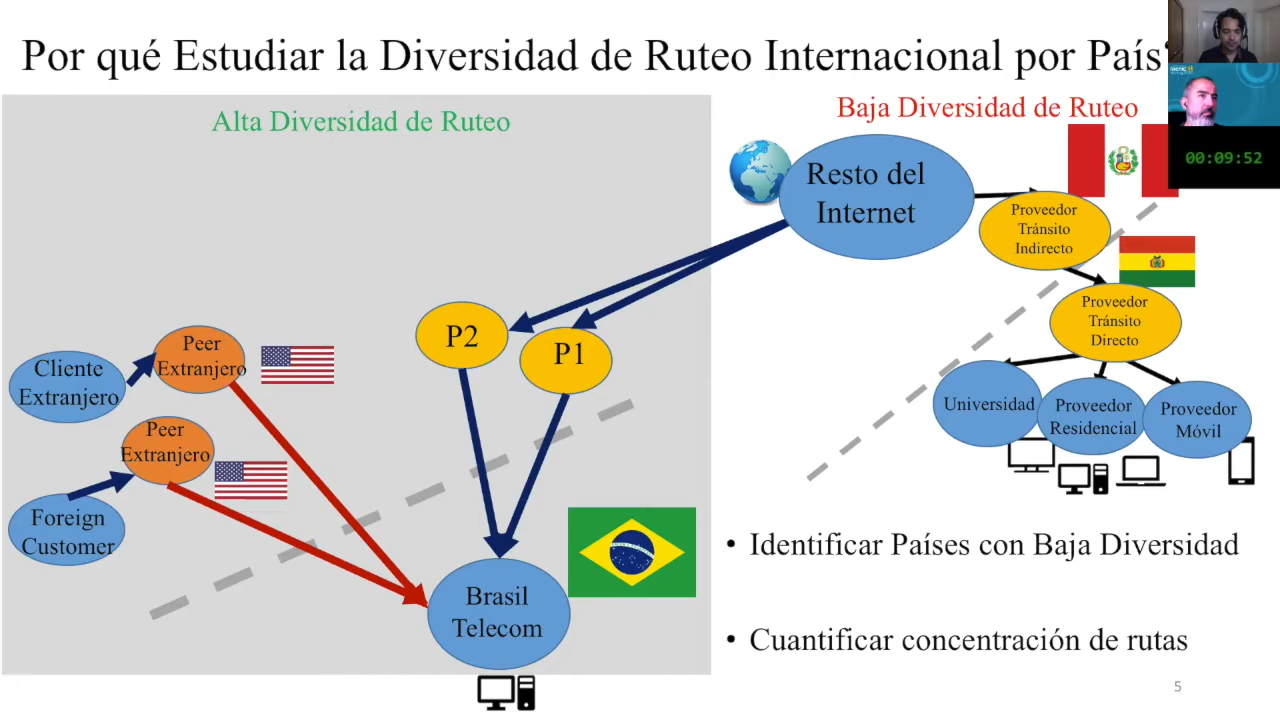 Por qué Estudiar la Diversidad de Ruteo Internacional por País
Alta Diversidad de Ruteo
Baja Diversidad de Ruteo
00:09:52
Resto del
Internet
Proveedor
Tránsito
Indirecto
Proveedor
Tránsito
Directo
Universidad
Proveedor
Residencial
Proveedor
Móvil
P2
P1
Peer
Extranjero
Cliente
Extranjero
Peer
Extranjero
Foreign
Customer
Brasil
Telecom
• Identificar Países con Baja Diversidad
• Cuantificar concentración de rutas
5